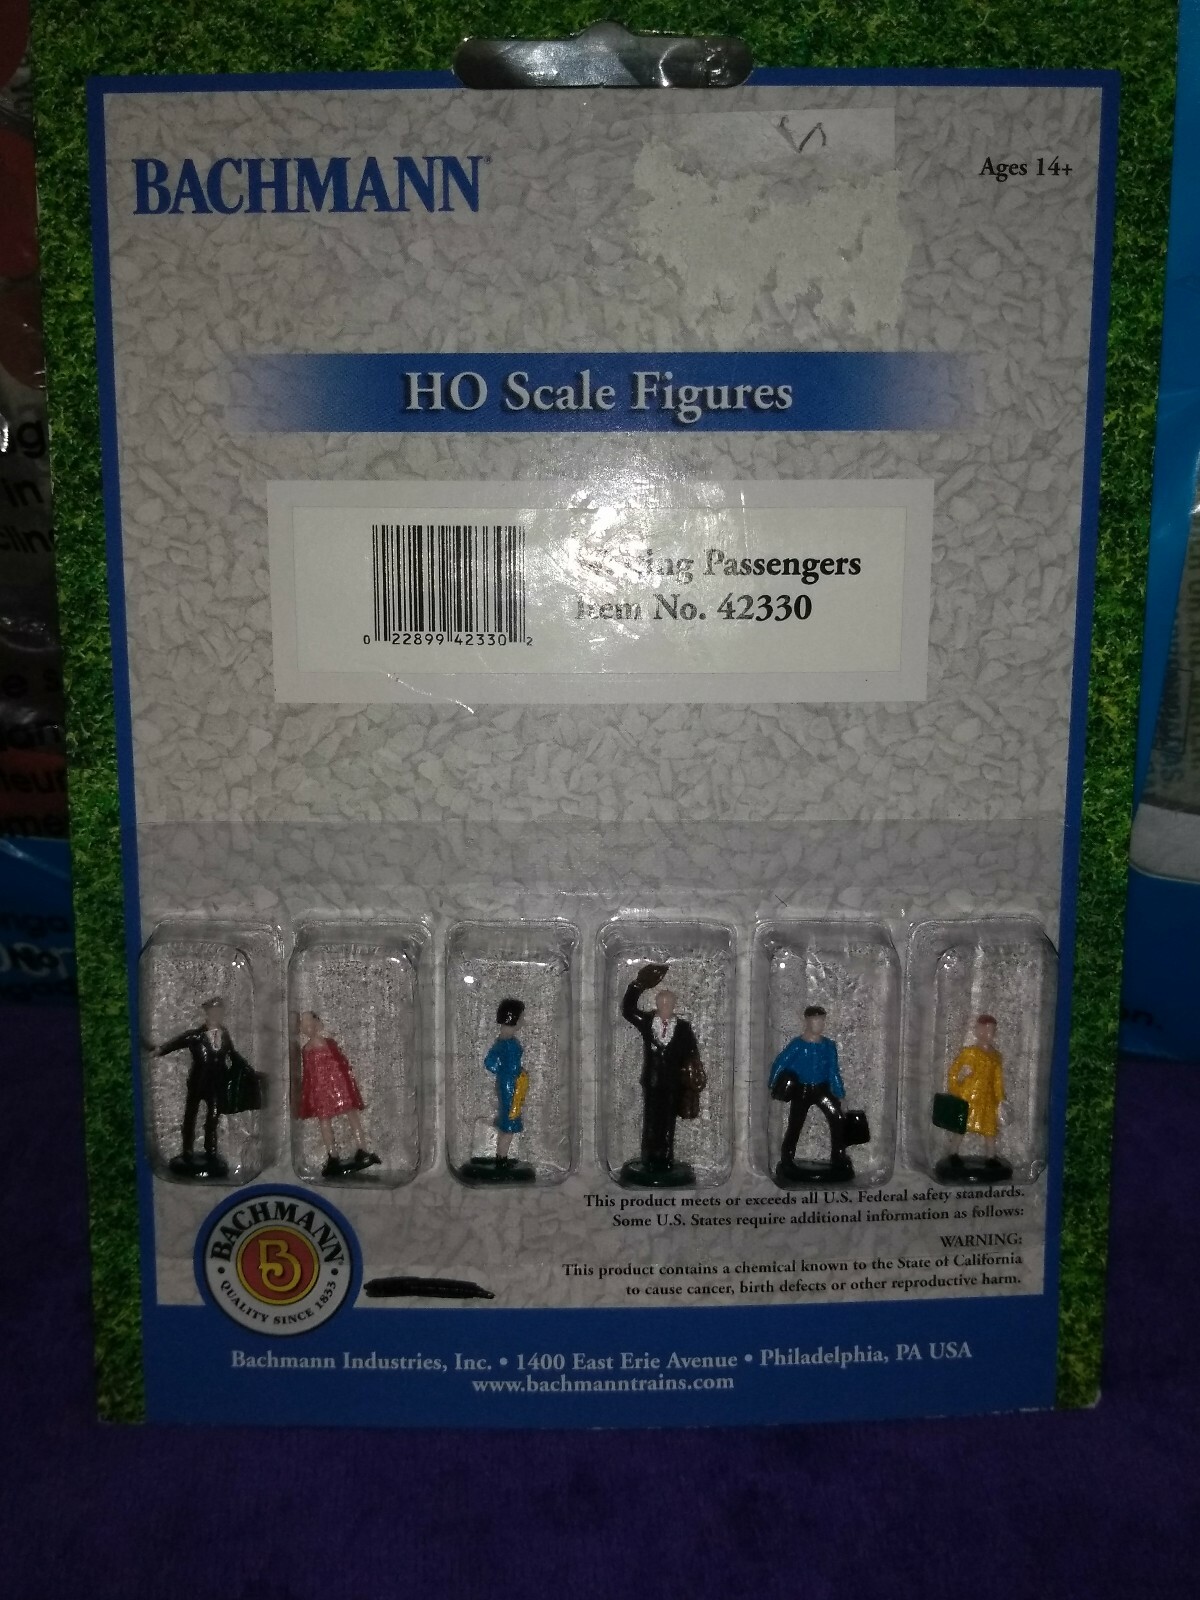 BACHMANN
Ages 14+
HO Scale Figures
ing Passengers
Item No. 42330
0 22899 42330 2
This product meets or exceeds all U.S. Federal safety standards.
Some U.S. States require additional information as follows:
WARNING:
This product contains a chemical known to the State of California
to cause cancer, birth defects or other reproductive harm.
BACHMANN
B
QUALITY SINCE 1833
Bachmann Industries, Inc. • 1400 East Erie Avenue • Philadelphia, PA USA
www.bachmanntrains.com